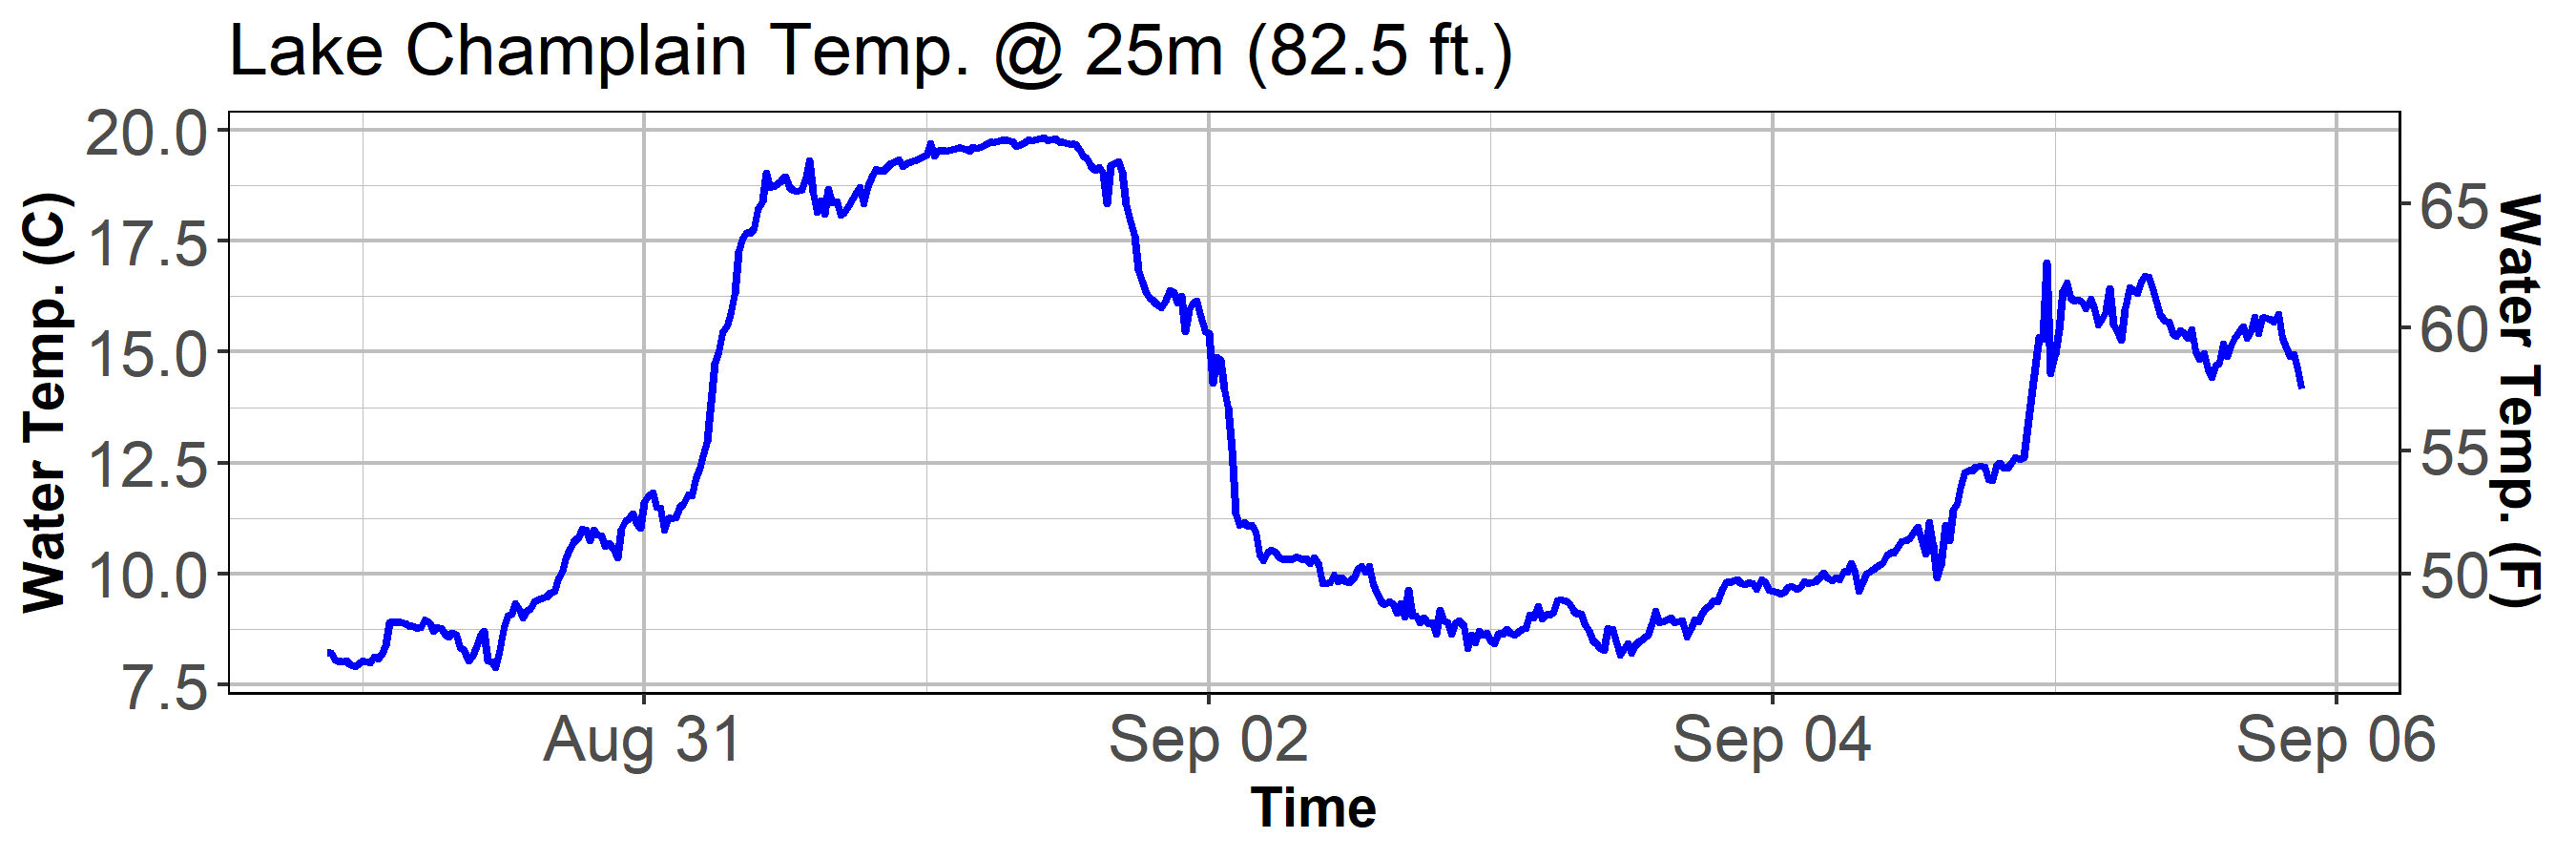 Lake Champlain Temp. @ 25m (82.5 ft.)
Water Temp. (C)
20.0
17.5
15.0
12.5
10.0
7.5
65
60
55
50
Water Temp. (F)
Aug 31
Sep 02
Sep 04
Sep 06
Time